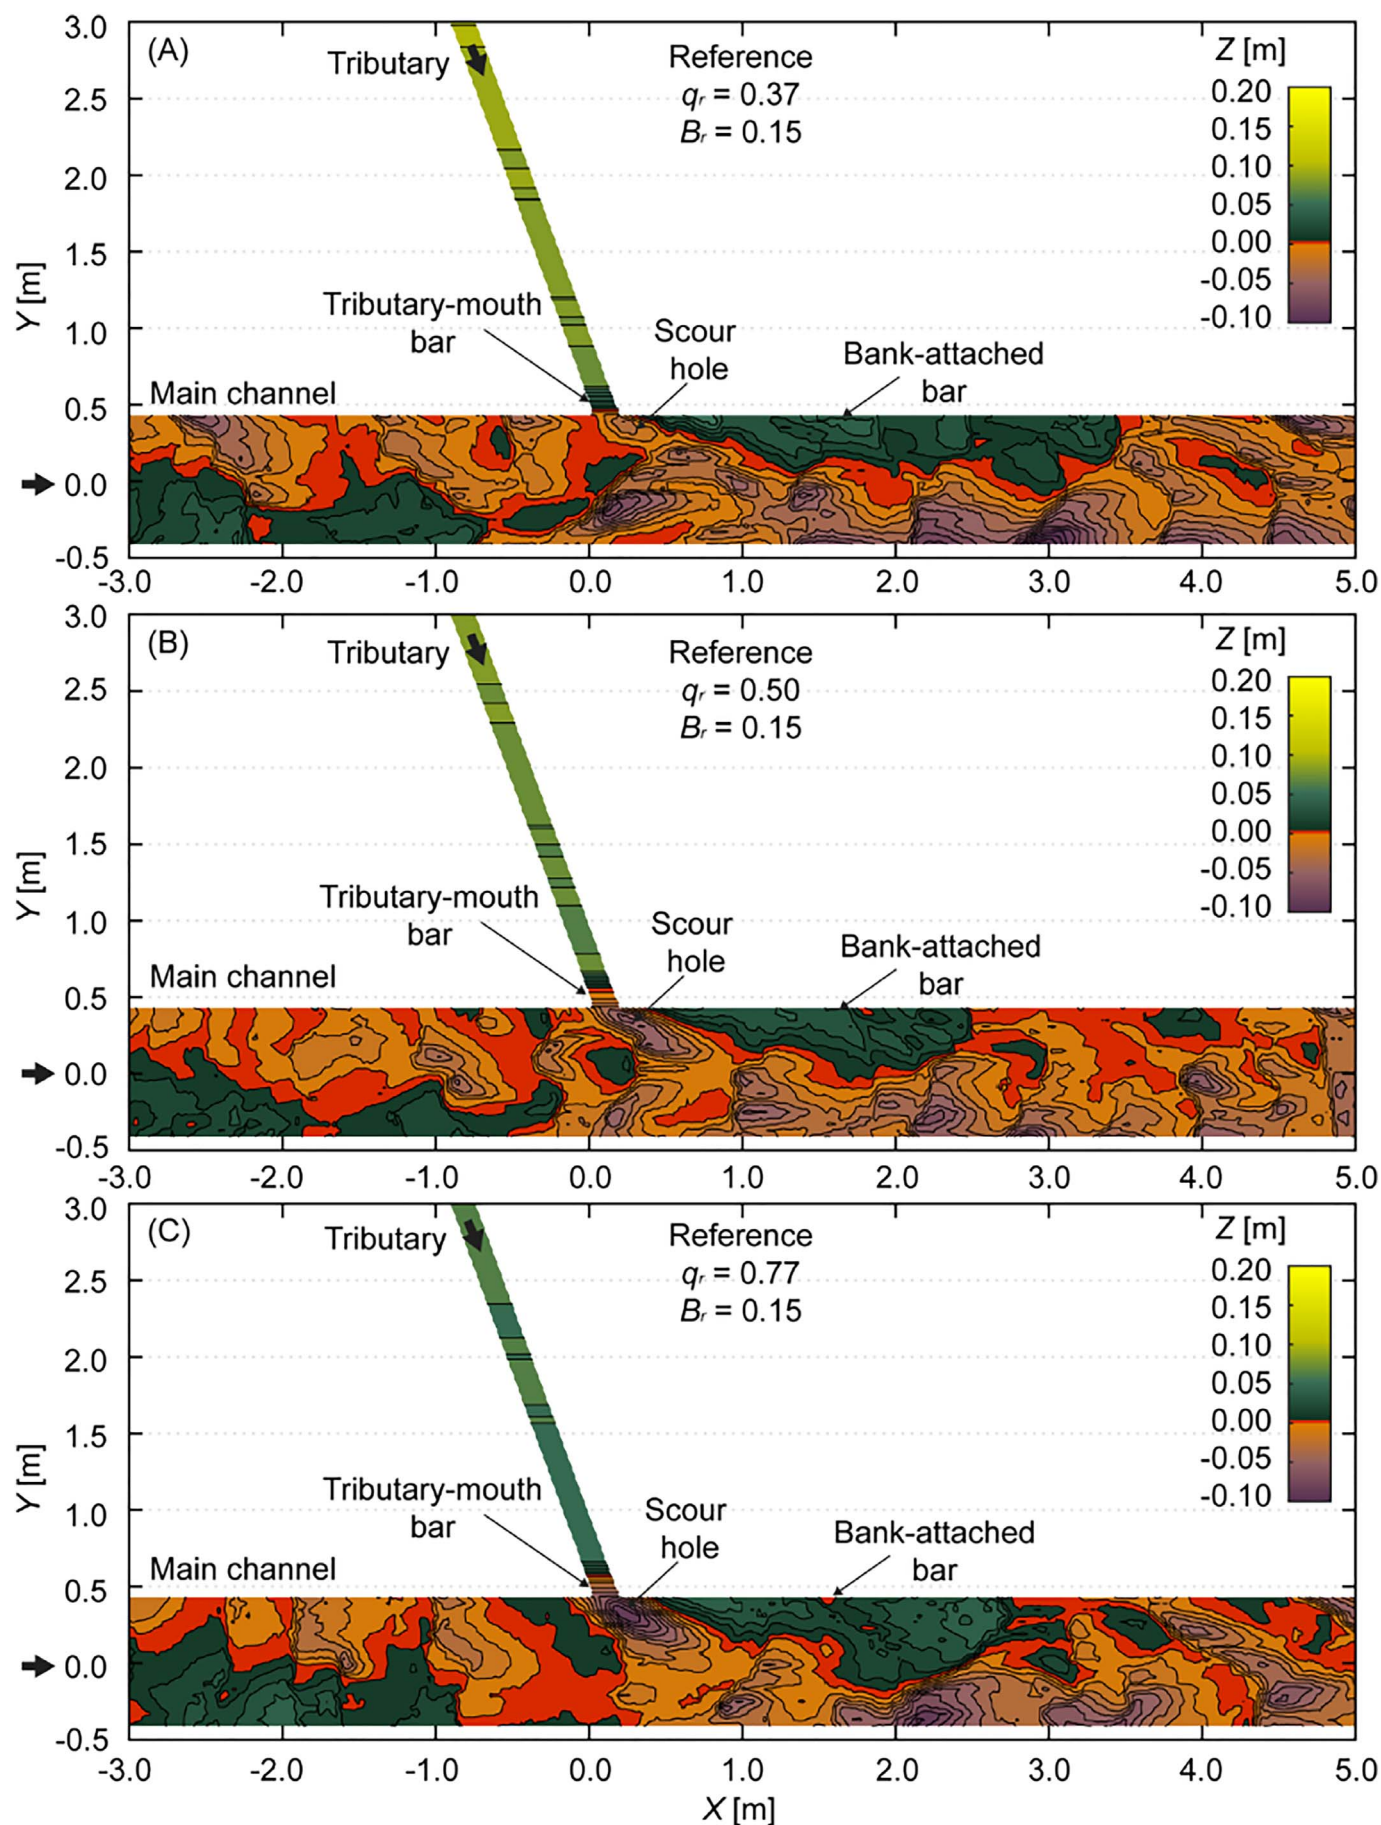 (A)
Tributary
Reference
qr = 0.37
Br = 0.15
Z [m]
0.20
0.15
0.10
0.05
0.00
-0.05
-0.10
3.0
2.5
2.0
1.5
1.0
0.5
0.0
-0.5
Y [m]
Tributary-mouth
bar
Scour
hole
Bank-attached
bar
Main channel
-3.0 -2.0 -1.0 0.0 1.0 2.0 3.0 4.0 5.0
(B)
Tributary
Reference
qr = 0.50
Br = 0.15
Z [m]
0.20
0.15
0.10
0.05
0.00
-0.05
-0.10
3.0
2.5
2.0
1.5
1.0
0.5
0.0
-0.5
Y [m]
Tributary-mouth
bar
Scour
hole
Bank-attached
bar
Main channel
-3.0 -2.0 -1.0 0.0 1.0 2.0 3.0 4.0 5.0
(C)
Tributary
Reference
qr = 0.77
Br = 0.15
Z [m]
0.20
0.15
0.10
0.05
0.00
-0.05
-0.10
3.0
2.5
2.0
1.5
1.0
0.5
0.0
-0.5
Y [m]
Tributary-mouth
bar
Scour
hole
Bank-attached
bar
Main channel
-3.0 -2.0 -1.0 0.0 1.0 2.0 3.0 4.0 5.0
X [m]